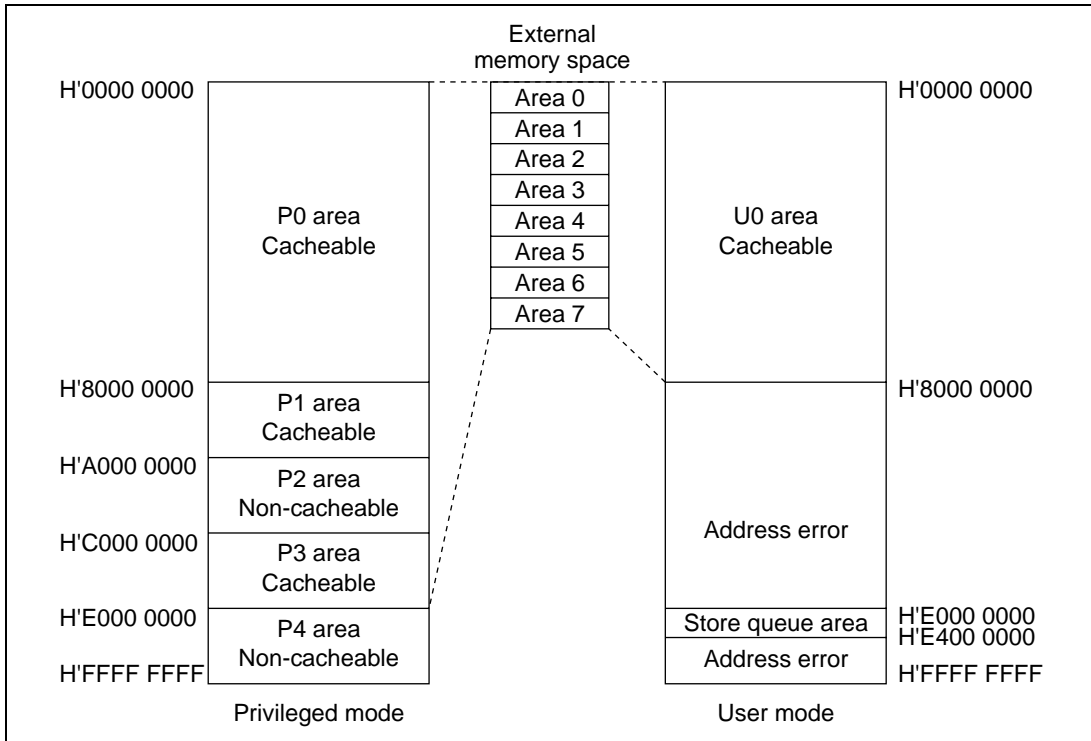 External
memory space
H'0000 0000
H'0000 0000
Area 0
Area 1
Area 2
Area 3
Area 4
Area 5
Area 6
Area 7
P0 area
Cacheable
U0 area
Cacheable
H'8000 0000
H'8000 0000
P1 area
Cacheable
H'A000 0000
P2 area
Non-cacheable
H'C000 0000
P3 area
Cacheable
Address error
H'E000 0000
P4 area
Non-cacheable
H'FFFF FFFF
Store queue area
H'E000 0000
H'E400 0000
Address error
H'FFFF FFFF
Privileged mode
User mode